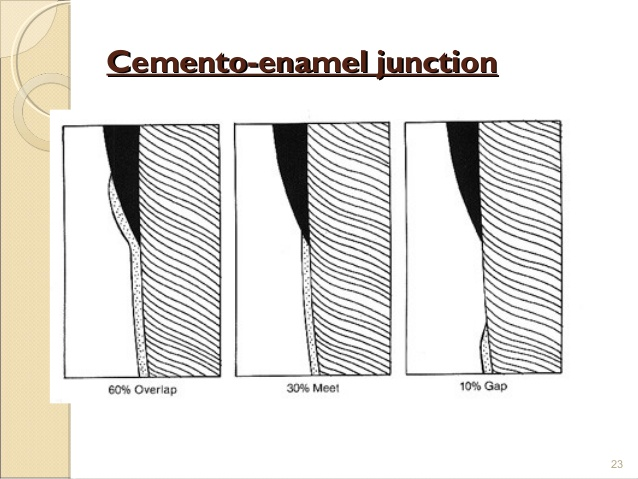 Cemento-enamel junction
60% Overlap
30% Meet
10% Gap
23